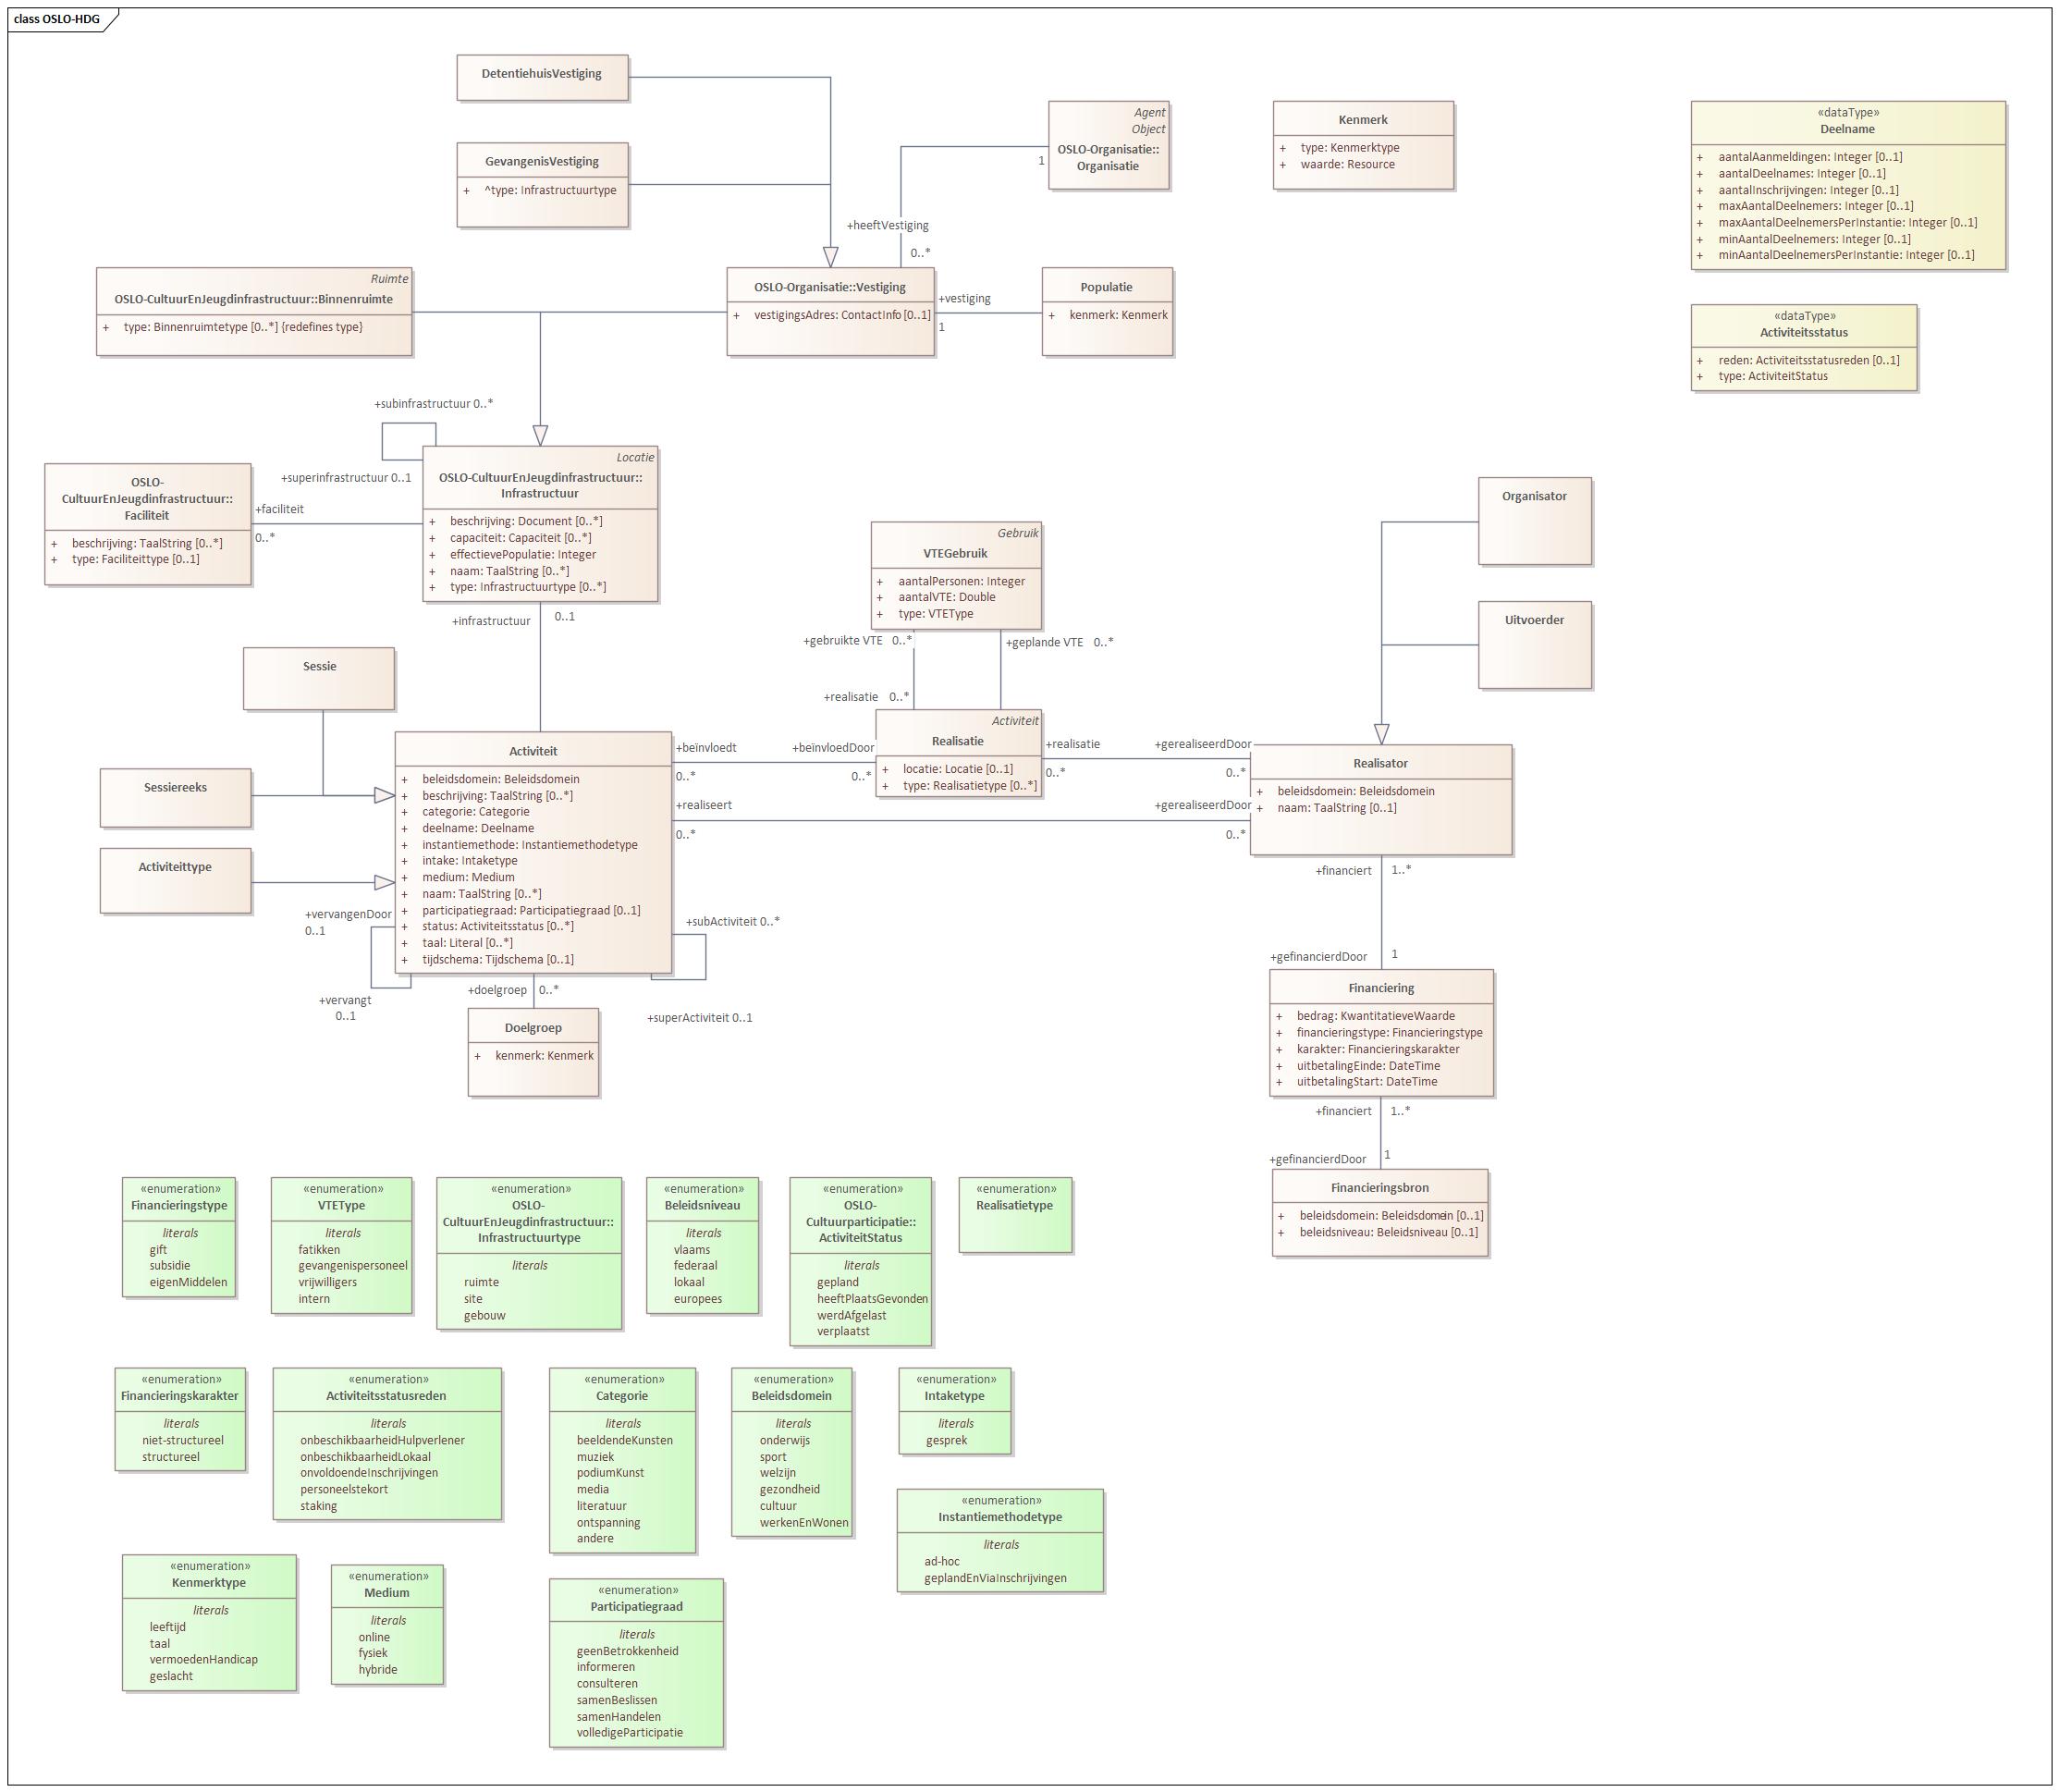 class OSLO-HDG
DetentiehuisVestiging
GevangenisVestiging
+ ^type: Infrastructuurtype
Agent
Object
OSLO-Organisatie::
Organisatie
1
+heeftVestiging
0..*
Kenmerk
+ type: Kenmerktype
+ waarde: Resource
«dataType»
Deelname
+ aantalAanmeldingen: Integer [0..1]
+ aantalDeelnames: Integer [0..1]
+ aantalInschrijvingen: Integer [0..1]
+ maxAantalDeelnemers: Integer [0..1]
+ maxAantalDeelnemersPerInstantie: Integer [0..1]
+ minAantalDeelnemers: Integer [0..1]
+ minAantalDeelnemersPerInstantie: Integer [0..1]
Ruimte
OSLO-CultuurEnJeugdinfrastructuur::Binnenruimte
+ type: Binnenruimtetype [0..*] {redefines type}
OSLO-Organisatie::Vestiging
+ vestigingsAdres: ContactInfo [0..1]
+vestiging
1
Populatie
+ kenmerk: Kenmerk
«dataType»
Activiteitsstatus
+ reden: Activiteitsstatusreden [0..1]
+ type: ActiviteitStatus
+subinfrastructuur 0..*
+superinfrastructuur 0..1
OSLO-
CultuurEnJeugdinfrastructuur::
Faciliteit
+ beschrijving: TaalString [0..*]
+ type: Faciliteittype [0..1]
+faciliteit
0..*
Locatie
OSLO-CultuurEnJeugdinfrastructuur::
Infrastructuur
+ beschrijving: Document [0..*]
+ capaciteit: Capaciteit [0..*]
+ effectievePopulatie: Integer
+ naam: TaalString [0..*]
+ type: Infrastructuurtype [0..*]
+infrastructuur
0..1
Gebruik
VTEGebruik
+ aantalPersonen: Integer
+ aantalVTE: Double
+ type: VTEType
+gebruikte VTE 0..*
+geplande VTE 0..*
+realisatie 0..*
Organisator
Uitvoerder
Sessie
Sessiereeks
Activiteittype
Activiteit
+ beleidsdomein: Beleidsdomein
+ beschrijving: TaalString [0..*]
+ categorie: Categorie
+ deelname: Deelname
+ instantiemethode: Instantiemethodetype
+ intake: Intaketype
+ medium: Medium
+ naam: TaalString [0..*]
+ participatiegraad: Participatiegraad [0..1]
+ status: Activiteitsstatus [0..*]
+ taal: Literal [0..*]
+ tijdschema: Tijdschema [0..1]
+beïnvloedt
0..*
+beïnvloedDoor
0..*
Activiteit
Realisatie
+ locatie: Locatie [0..1]
+ type: Realisatietype [0..*]
+realisatie
0..*
+gerealiseerdDoor
0..*
+realiseert
0..*
+gerealiseerdDoor
0..*
Realisator
+ beleidsdomein: Beleidsdomein
+ naam: TaalString [0..1]
+vervangenDoor
0..1
+vervangt
0..1
+subActiviteit 0..*
+superActiviteit 0..1
+doelgroep 0..*
Doelgroep
+ kenmerk: Kenmerk
+financiert 1..*
+gefinancierdDoor 1
Financiering
+ bedrag: KwantitatieveWaarde
+ financieringstype: Financieringstype
+ karakter: Financieringskarakter
+ uitbetalingEinde: DateTime
+ uitbetalingStart: DateTime
+financiert 1..*
+gefinancierdDoor 1
Financieringsbron
+ beleidsdomein: Beleidsdomein [0..1]
+ beleidsniveau: Beleidsniveau [0..1]
«enumeration»
Financieringstype
literals
gift
subsidie
eigenMiddelen
«enumeration»
VTEType
literals
fatikken
gevangenispersoneel
vrijwilligers
intern
«enumeration»
OSLO-
CultuurEnJeugdinfrastructuur::
Infrastructuurtype
literals
ruimte
site
gebouw
«enumeration»
Beleidsniveau
literals
vlaams
federaal
lokaal
europees
«enumeration»
OSLO-
Cultuurparticipatie::
ActiviteitStatus
literals
gepland
heeftPlaatsGevonden
werdAfgelast
verplaatst
«enumeration»
Realisatietype
«enumeration»
Financieringskarakter
literals
niet-structureel
structureel
«enumeration»
Activiteitsstatusreden
literals
onbeschikbaarheidHulpverlener
onbeschikbaarheidLokaal
onvoldoendeInschrijvingen
personeelstekort
staking
«enumeration»
Categorie
literals
beeldendeKunsten
muziek
podiumKunst
media
literatuur
ontspanning
andere
«enumeration»
Beleidsdomein
literals
onderwijs
sport
welzijn
gezondheid
cultuur
werkenEnWonen
«enumeration»
Intaketype
literals
gesprek
«enumeration»
Instantiemethodetype
literals
ad-hoc
geplandEnViaInschrijvingen
«enumeration»
Kenmerktype
literals
leeftijd
taal
vermoedenHandicap
geslacht
«enumeration»
Medium
literals
online
fysiek
hybride
«enumeration»
Participatiegraad
literals
geenBetrokkenheid
informeren
consulteren
samenBeslissen
samenHandelen
volledigeParticipatie